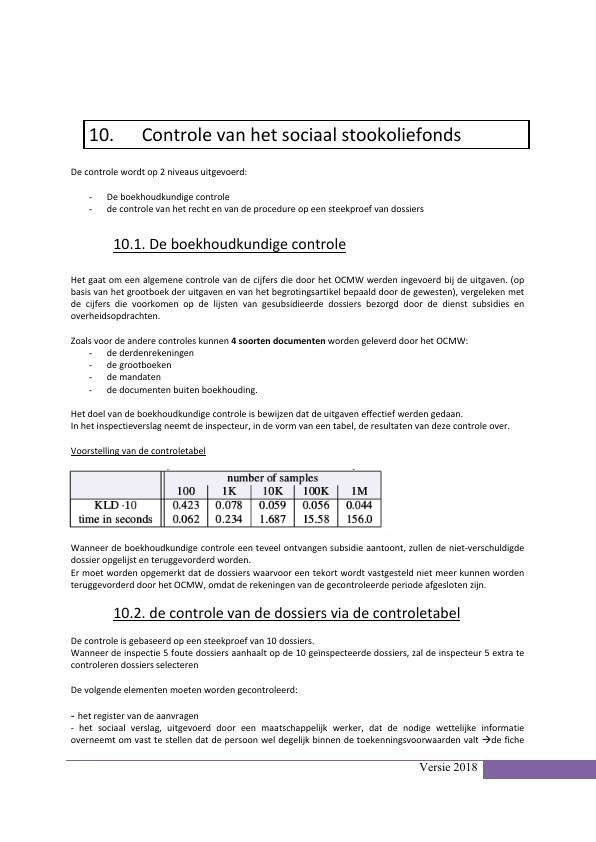 10. Controle van het sociaal stookoliefonds
De controle wordt op 2 niveaus uitgevoerd:
- De boekhoudkundige controle
- de controle van het recht en van de procedure op een steekproef van dossiers
10.1. De boekhoudkundige controle
Het gaat om een algemene controle van de cijfers die door het OCMW werden ingevoerd bij de uitgaven. (op
basis van het grootboek der uitgaven en van het begrotingsartikel bepaald door de gewesten), vergeleken met
de cijfers die voorkomen op de lijsten van gesubsidieerde dossiers bezorgd door de dienst subsidies en
overheidsopdrachten.
Zoals voor de andere controles kunnen 4 soorten documenten worden geleverd door het OCMW:
- de derdenrekeningen
- de grootboeken
- de mandaten
- de documenten buiten boekhouding.
Het doel van de boekhoudkundige controle is bewijzen dat de uitgaven effectief werden gedaan.
In het inspectieverslag neemt de inspecteur, in de vorm van een tabel, de resultaten van deze controle over.
Voorstelling van de controletabel
number of samples
100 1K 10K 100K 1M
KLD ·10 0.423 0.078 0.059 0.056 0.044
time in seconds 0.062 0.234 1.687 15.58 156.0
Wanneer de boekhoudkundige controle een teveel ontvangen subsidie aantoont, zullen de niet-verschuldigde
dossier opgelijst en teruggevorderd worden.
Er moet worden opgemerkt dat de dossiers waarvoor een tekort wordt vastgesteld niet meer kunnen worden
teruggevorderd door het OCMW, omdat de rekeningen van de gecontroleerde periode afgesloten zijn.
10.2. de controle van de dossiers via de controletabel
De controle is gebaseerd op een steekproef van 10 dossiers.
Wanneer de inspectie 5 foute dossiers aanhaalt op de 10 geïnspecteerde dossiers, zal de inspecteur 5 extra te
controleren dossiers selecteren
De volgende elementen moeten worden gecontroleerd:
- het register van de aanvragen
- het sociaal verslag, uitgevoerd door een maatschappelijk werker, dat de nodige wettelijke informatie
overneemt om vast te stellen dat de persoon wel degelijk binnen de toekenningsvoorwaarden valt →de fiche
Versie 2018